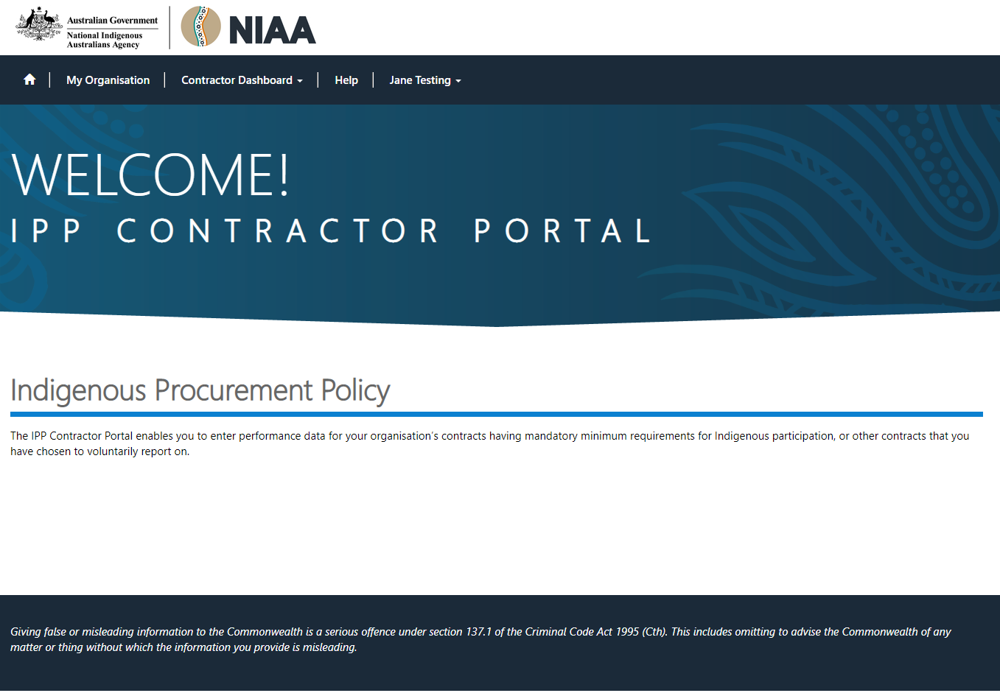 Australian Government
National Indigenous
Australians Agency
NIAA
My Organisation
Contractor Dashboard
Help
Jane Testing
WELCOME!
IPP CONTRACTOR PORTAL
Indigenous Procurement Policy
The IPP Contractor Portal enables you to enter performance data for your organisation’s contracts having mandatory minimum requirements for Indigenous participation, or other contracts that you
have chosen to voluntarily report on.
Giving false or misleading information to the Commonwealth is a serious offence under section 137.1 of the Criminal Code Act 1995 (Cth). This includes omitting to advise the Commonwealth of any
matter or thing without which the information you provide is misleading.